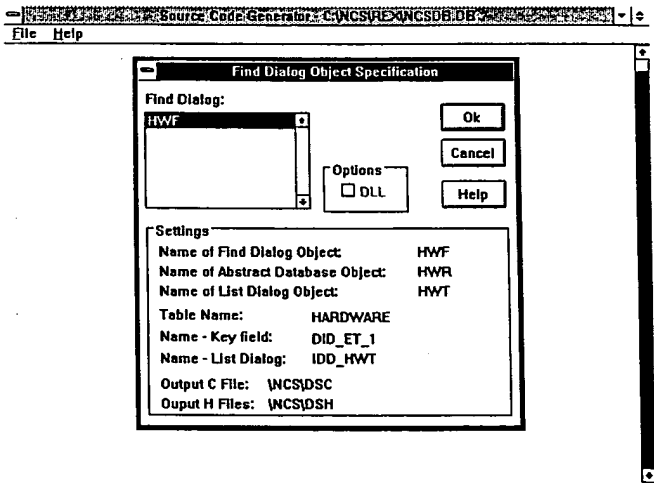 Source Code Generator - C:\NCS\REX\NCSDB.DB
File Help
Find Dialog Object Specification
Find Dialog:
HWF
Ok
Cancel
Options
DLL
Help
Settings
Name of Find Dialog Object: HWF
Name of Abstract Database Object: HWR
Name of List Dialog Object: HWT
Table Name: HARDWARE
Name - Key field: DID_ET_1
Name - List Dialog: IDD_HWT
Output C File: \NCS\DSC
Ouput H Files: \NCS\DSH